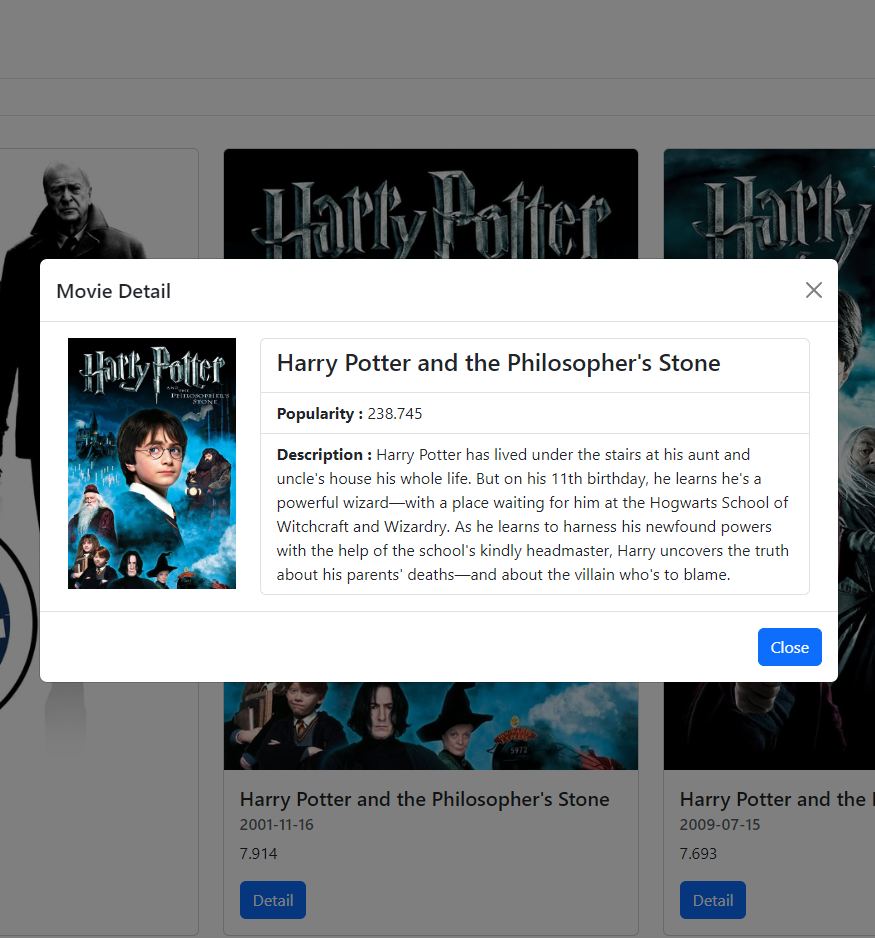 Harry Potter
Harry
Movie Detail
Harry Potter
AND THE
PHILOSOPHER'S
STONE
Harry Potter and the Philosopher's Stone
Popularity : 238.745
Description : Harry Potter has lived under the stairs at his aunt and
uncle's house his whole life. But on his 11th birthday, he learns he's a
powerful wizard—with a place waiting for him at the Hogwarts School of
Witchcraft and Wizardry. As he learns to harness his newfound powers
with the help of the school's kindly headmaster, Harry uncovers the truth
about his parents' deaths—and about the villain who's to blame.
Close
5972
Harry Potter and the Philosopher's Stone
2001-11-16
7.914
Detail
Harry Potter and the
2009-07-15
7.693
Detail